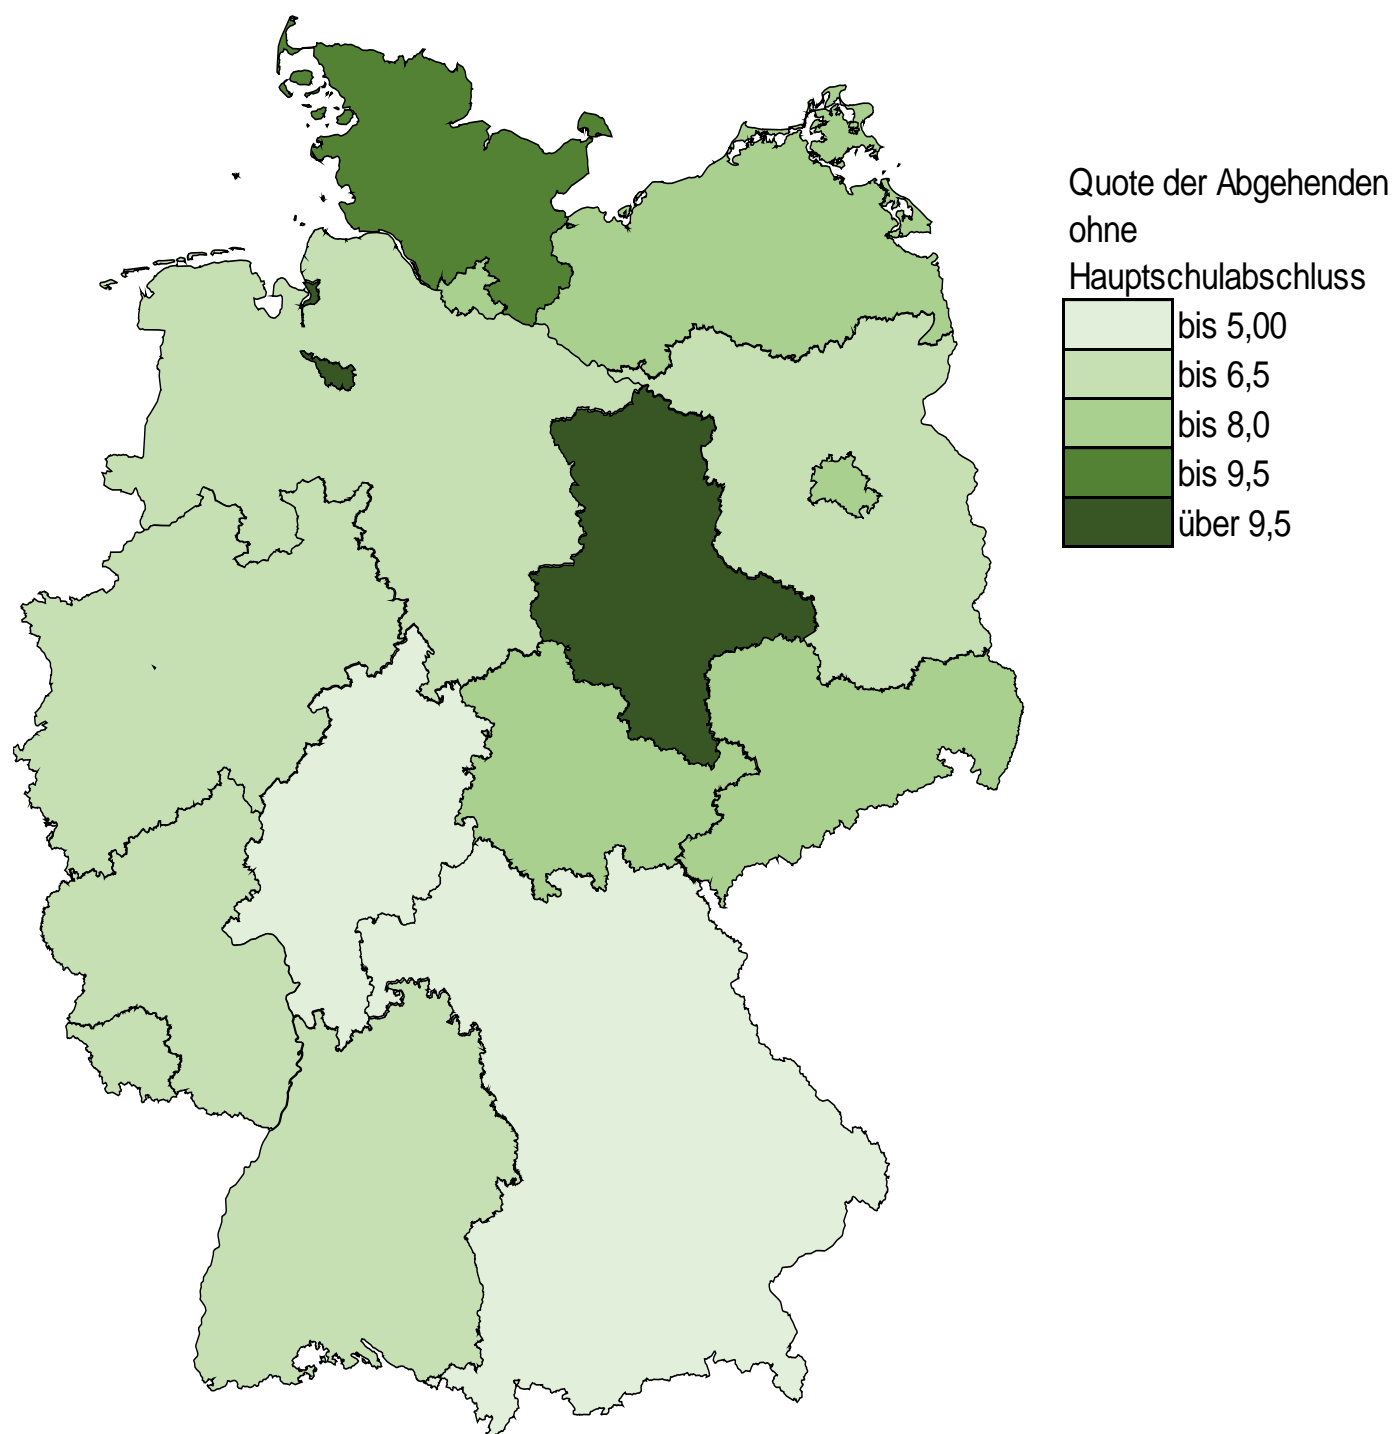 Quote der Abgehenden
ohne
Hauptschulabschluss
bis 5,00
bis 6,5
bis 8,0
bis 9,5
über 9,5